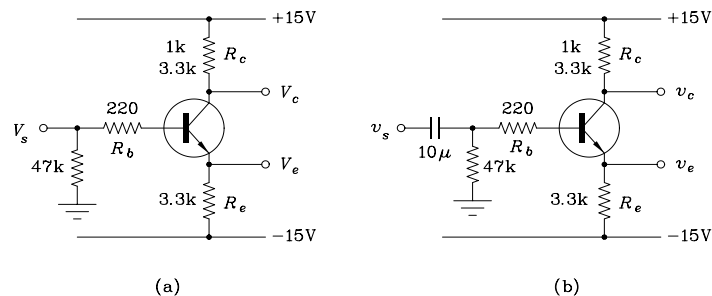 +15V +15V
1k 1k
3.3k R_c 3.3k R_c
V_c v_c
220 220
V_s v_s
R_b 10μ R_b
47k 47k
V_e v_e
3.3k R_e 3.3k R_e
−15V −15V
(a) (b)